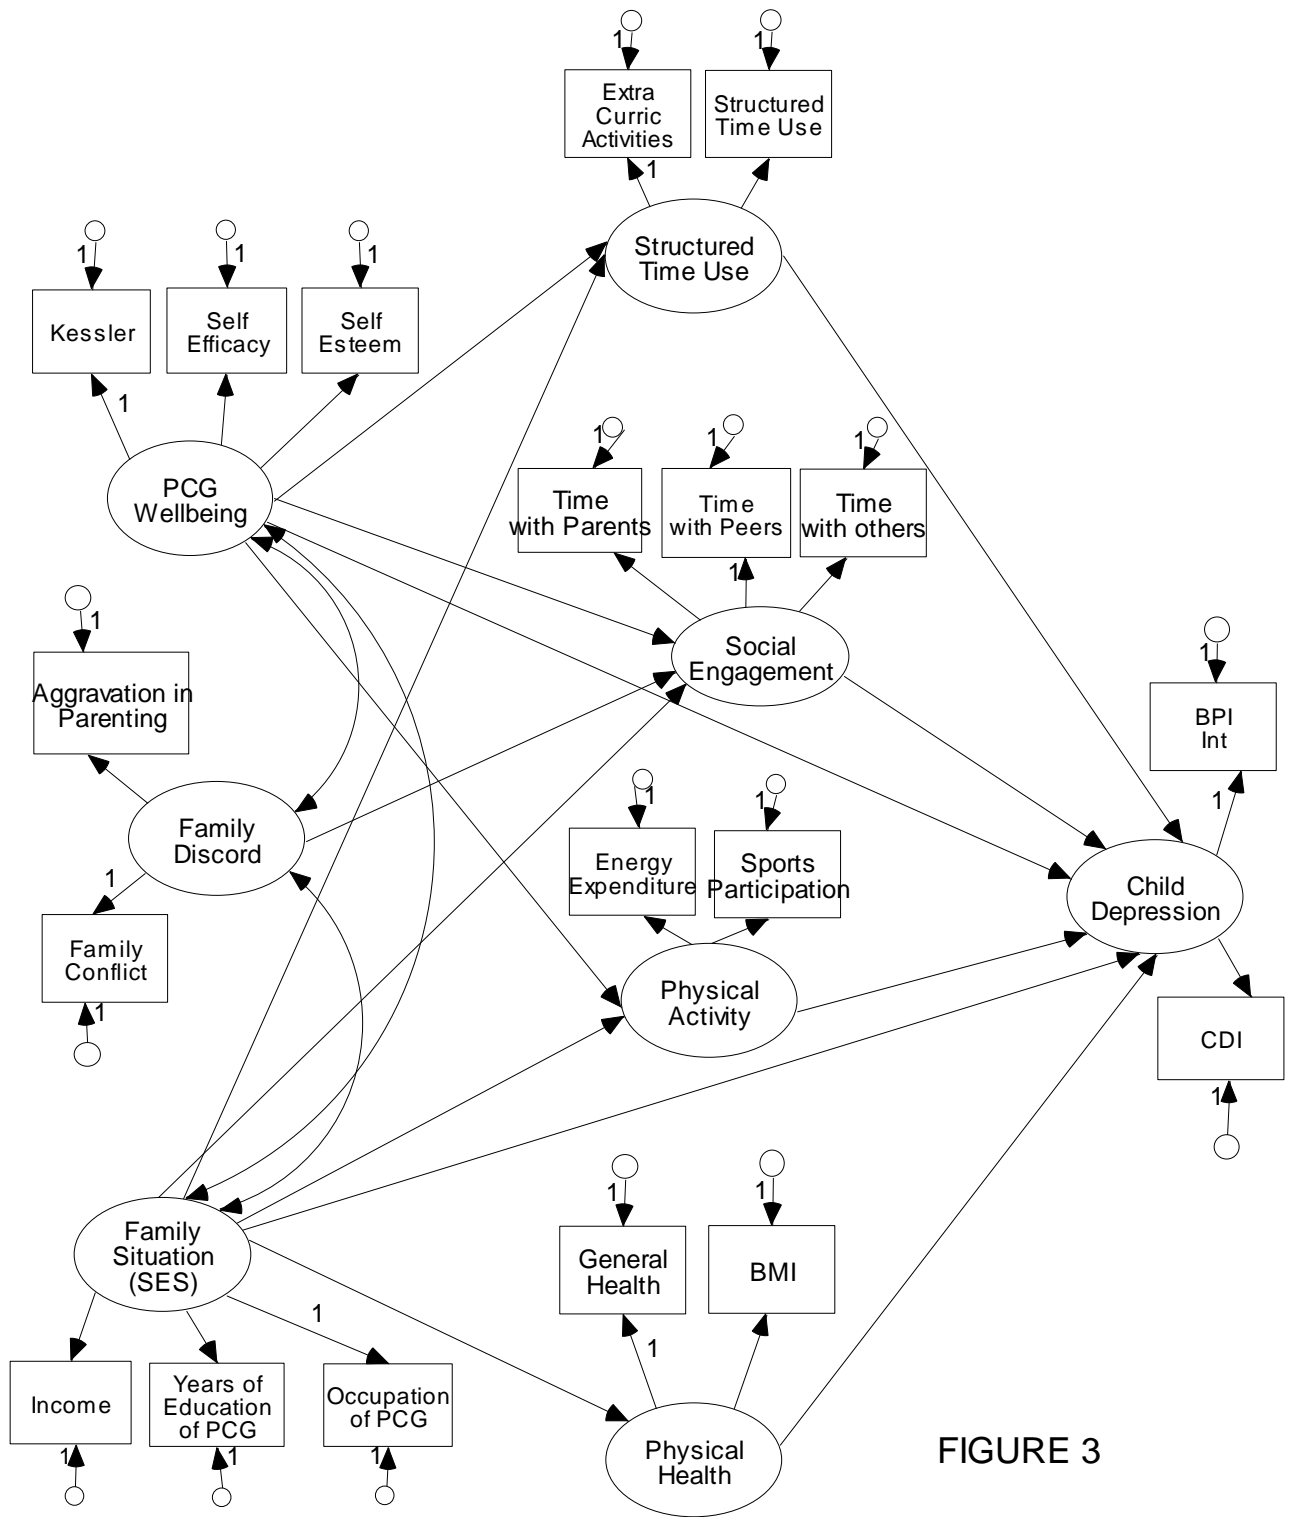 1
1
Extra
Curric
Activities
Structured
Time Use
1
Structured
Time Use
1
1
1
Kessler
Self
Efficacy
Self
Esteem
1
PCG
Wellbeing
1
1
1
Time
with Parents
Time
with Peers
Time
with others
1
Social
Engagement
1
Aggravation in
Parenting
Family
Discord
1
Family
Conflict
1
1
1
Energy
Expenditure
Sports
Participation
Physical
Activity
1
BPI
Int
1
Child
Depression
CDI
1
Family
Situation
(SES)
1
Income
Years of
Education
of PCG
Occupation
of PCG
1
1
1
1
1
General
Health
BMI
1
Physical
Health
FIGURE 3